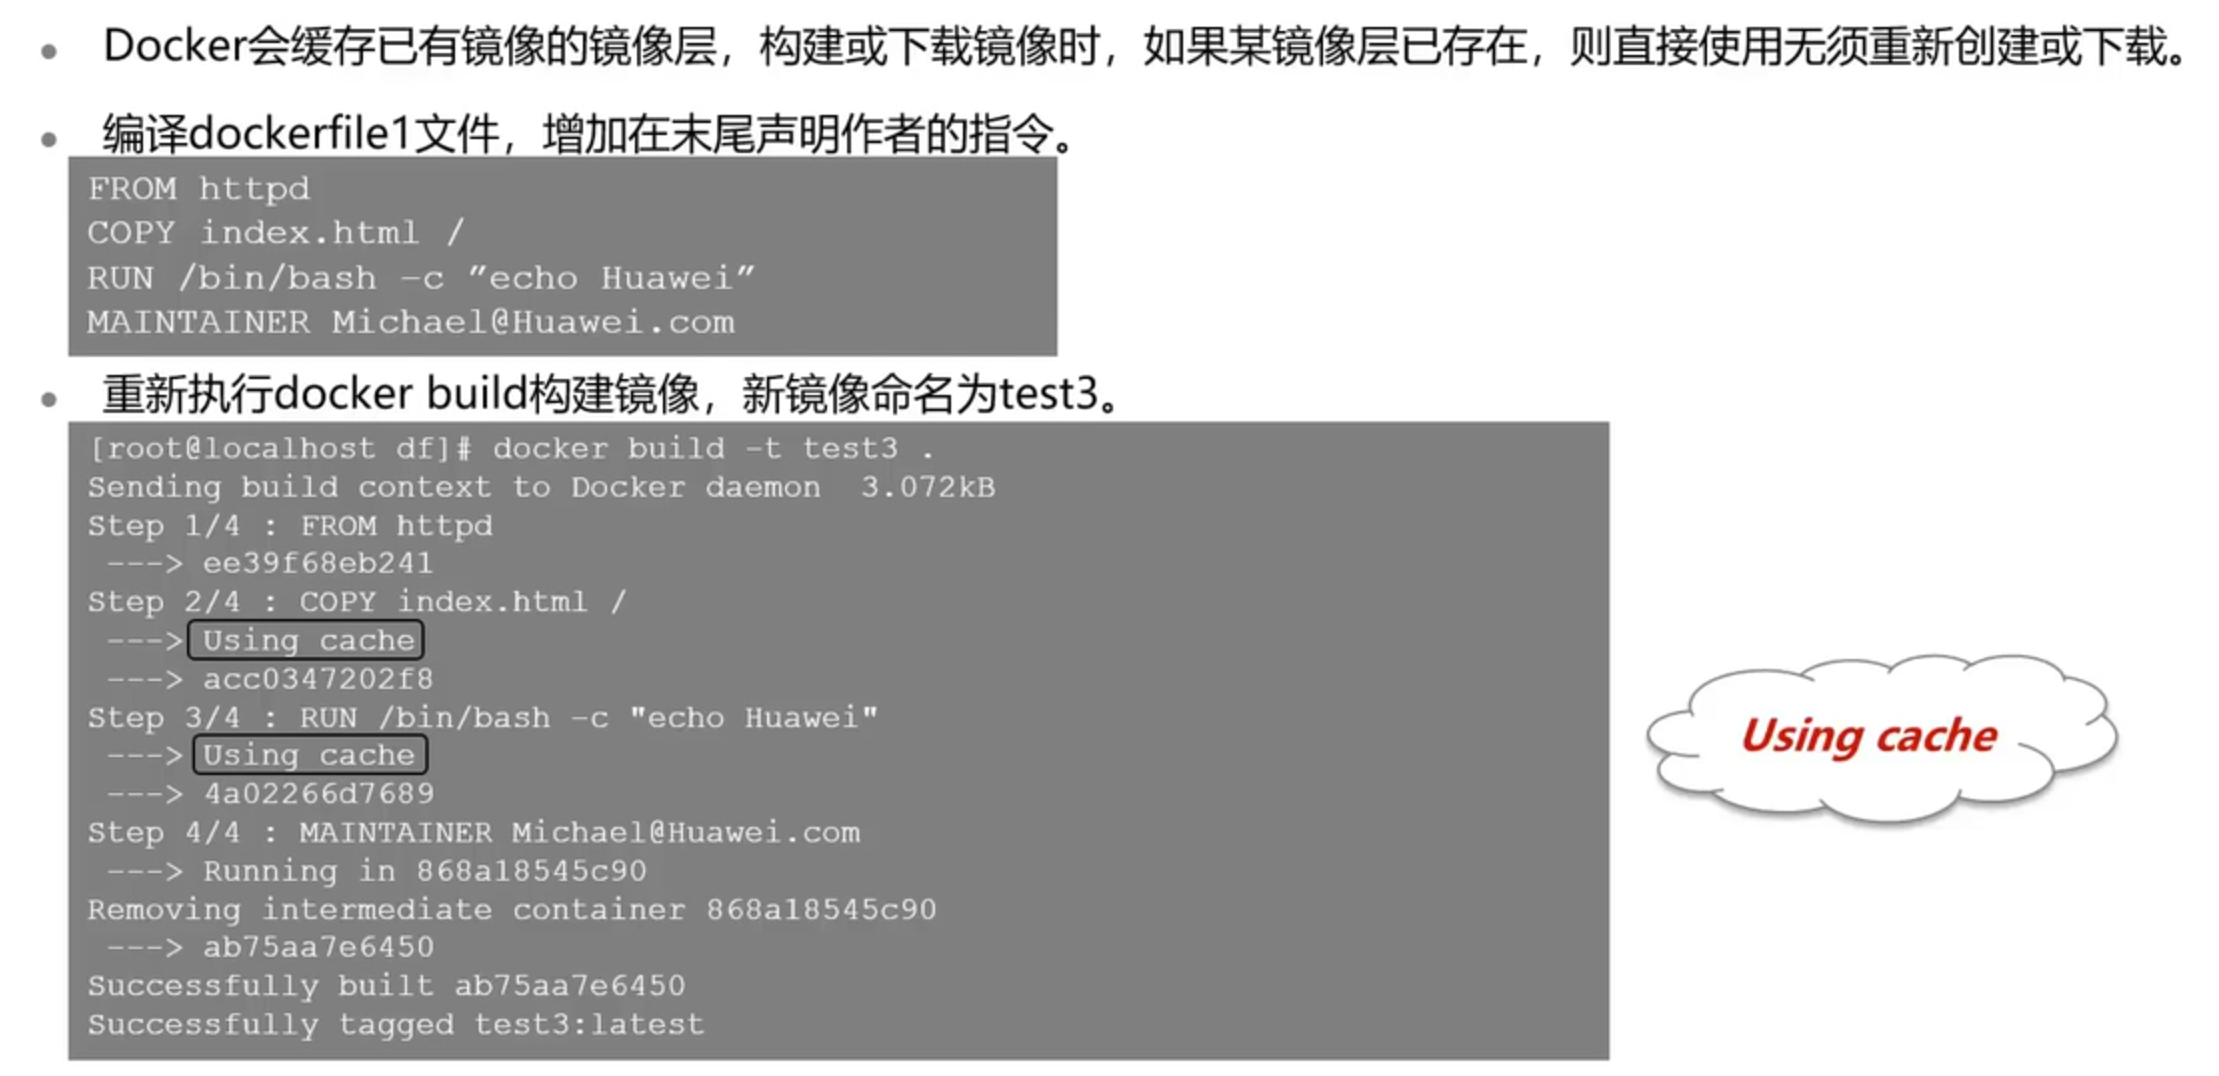 Docker会缓存已有镜像的镜像层，构建或下载镜像时，如果某镜像层已存在，则直接使用无须重新创建或下载。
编译dockerfile1文件，增加在末尾声明作者的指令。
FROM httpd
COPY index.html /
RUN /bin/bash -c ”echo Huawei”
MAINTAINER Michael@Huawei.com
重新执行docker build构建镜像，新镜像命名为test3。
[root@localhost df]# docker build -t test3 .
Sending build context to Docker daemon  3.072kB
Step 1/4 : FROM httpd
---> ee39f68eb241
Step 2/4 : COPY index.html /
---> Using cache
---> acc0347202f8
Step 3/4 : RUN /bin/bash -c "echo Huawei"
---> Using cache
---> 4a02266d7689
Step 4/4 : MAINTAINER Michael@Huawei.com
---> Running in 868a18545c90
Removing intermediate container 868a18545c90
---> ab75aa7e6450
Successfully built ab75aa7e6450
Successfully tagged test3:latest
Using cache